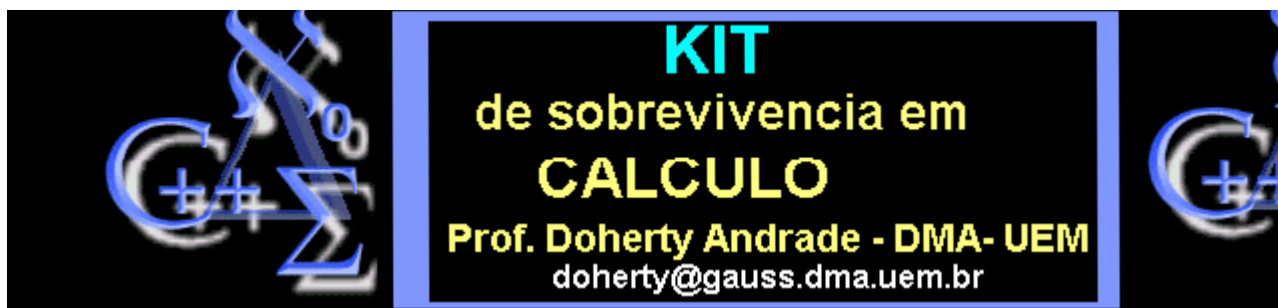 KIT
de sobrevivencia em
CALCULO
Prof. Doherty Andrade - DMA- UEM
doherty@gauss.dma.uem.br
C++
Σ